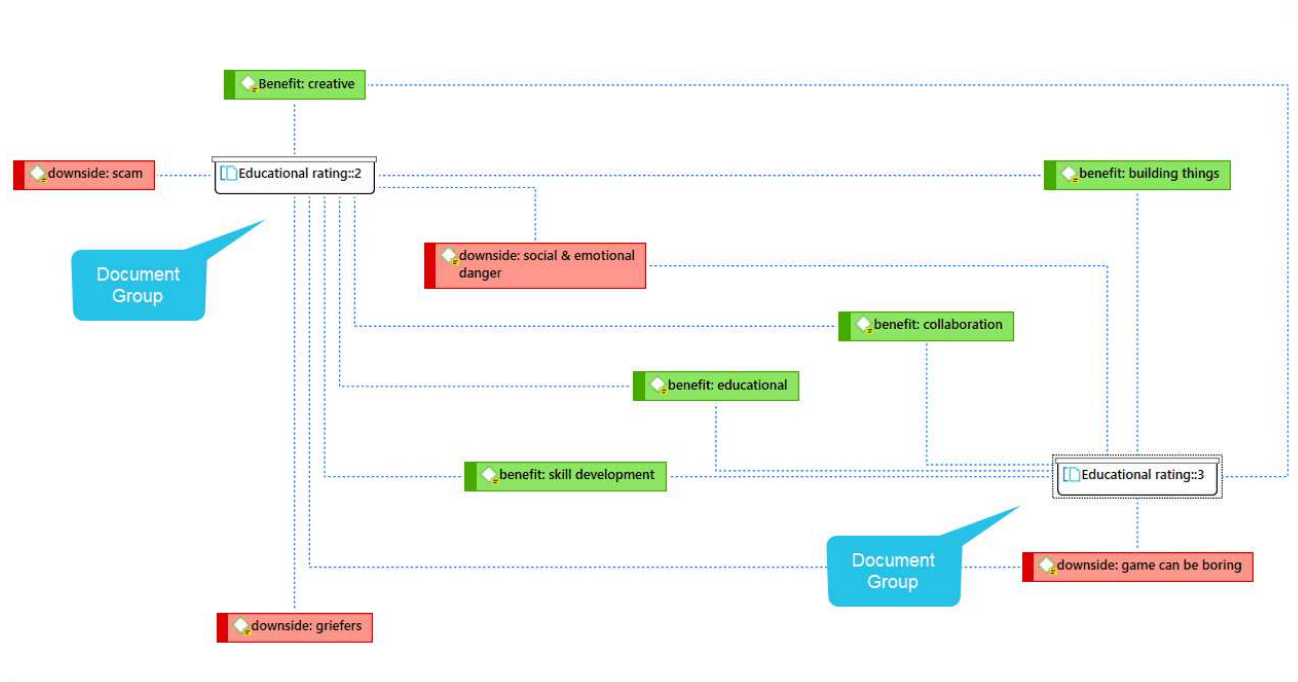 Benefit: creative
downside: scam
Educational rating::2
benefit: building things
Document
Group
downside: social & emotional
danger
benefit: collaboration
benefit: educational
benefit: skill development
Educational rating::3
Document
Group
downside: game can be boring
downside: griefers